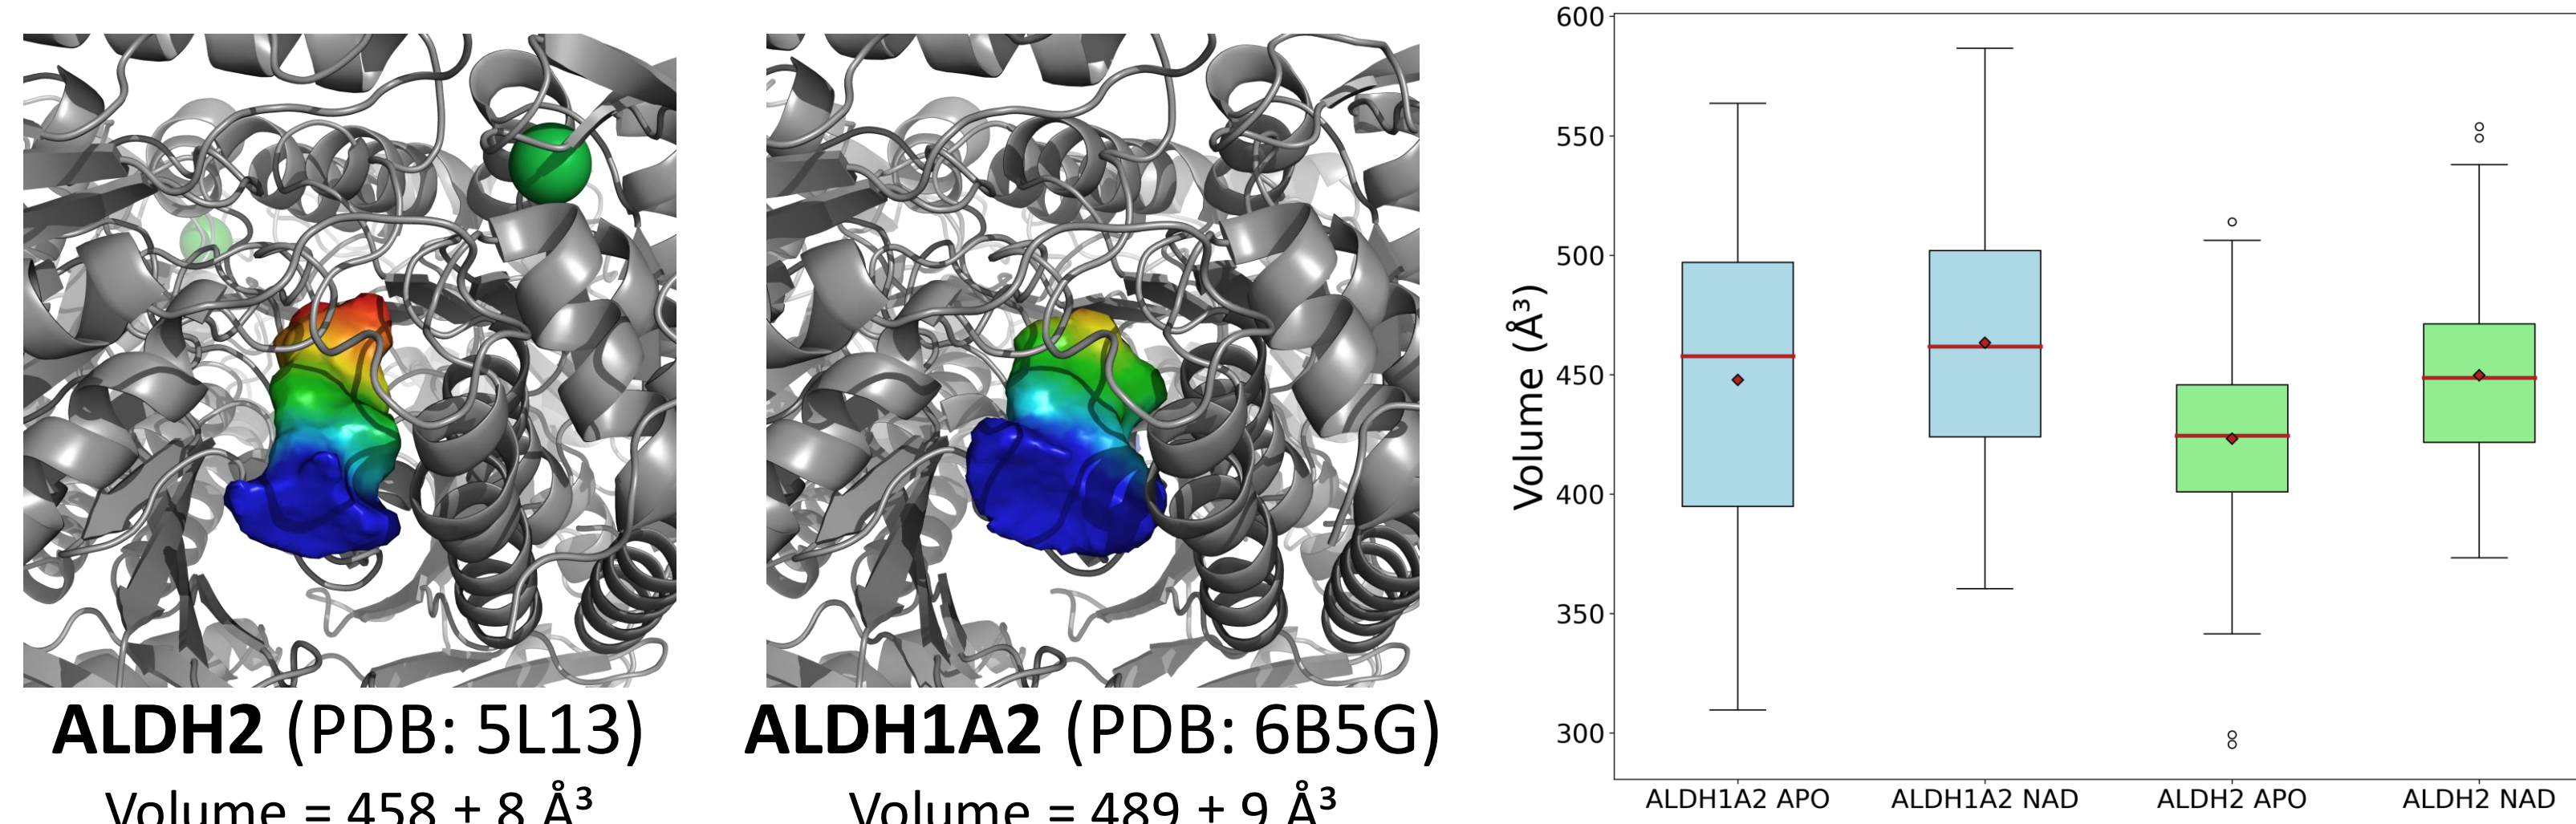 ALDH2 (PDB: 5L13)
Volume = 458 ± 8 Å³
ALDH1A2 (PDB: 6B5G)
Volume = 489 ± 9 Å³
Volume (Å³)
600
550
500
450
400
350
300
ALDH1A2 APO
ALDH1A2 NAD
ALDH2 APO
ALDH2 NAD